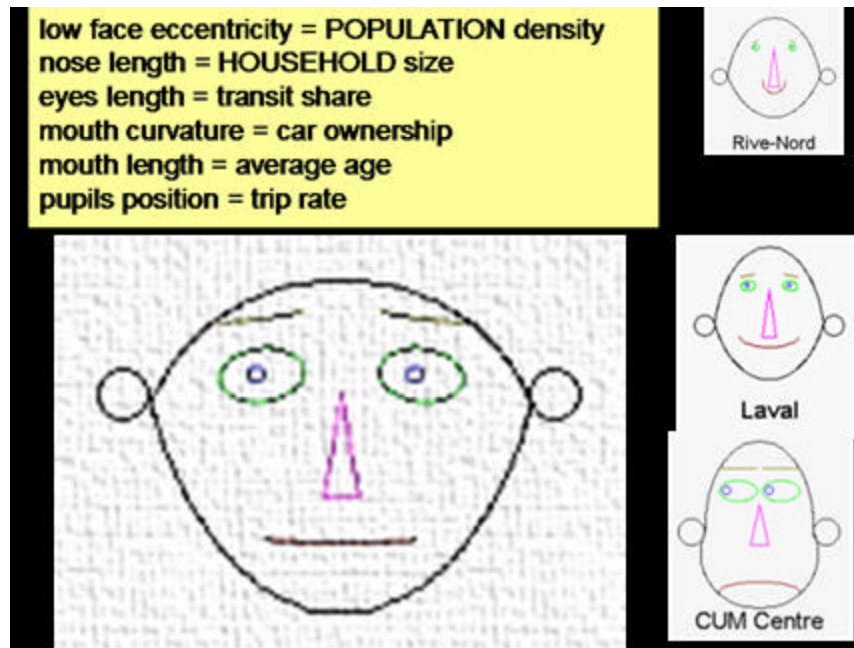 low face eccentricity = POPULATION density
nose length = HOUSEHOLD size
eyes length = transit share
mouth curvature = car ownership
mouth length = average age
pupils position = trip rate
Rive-Nord
Laval
CUM Centre